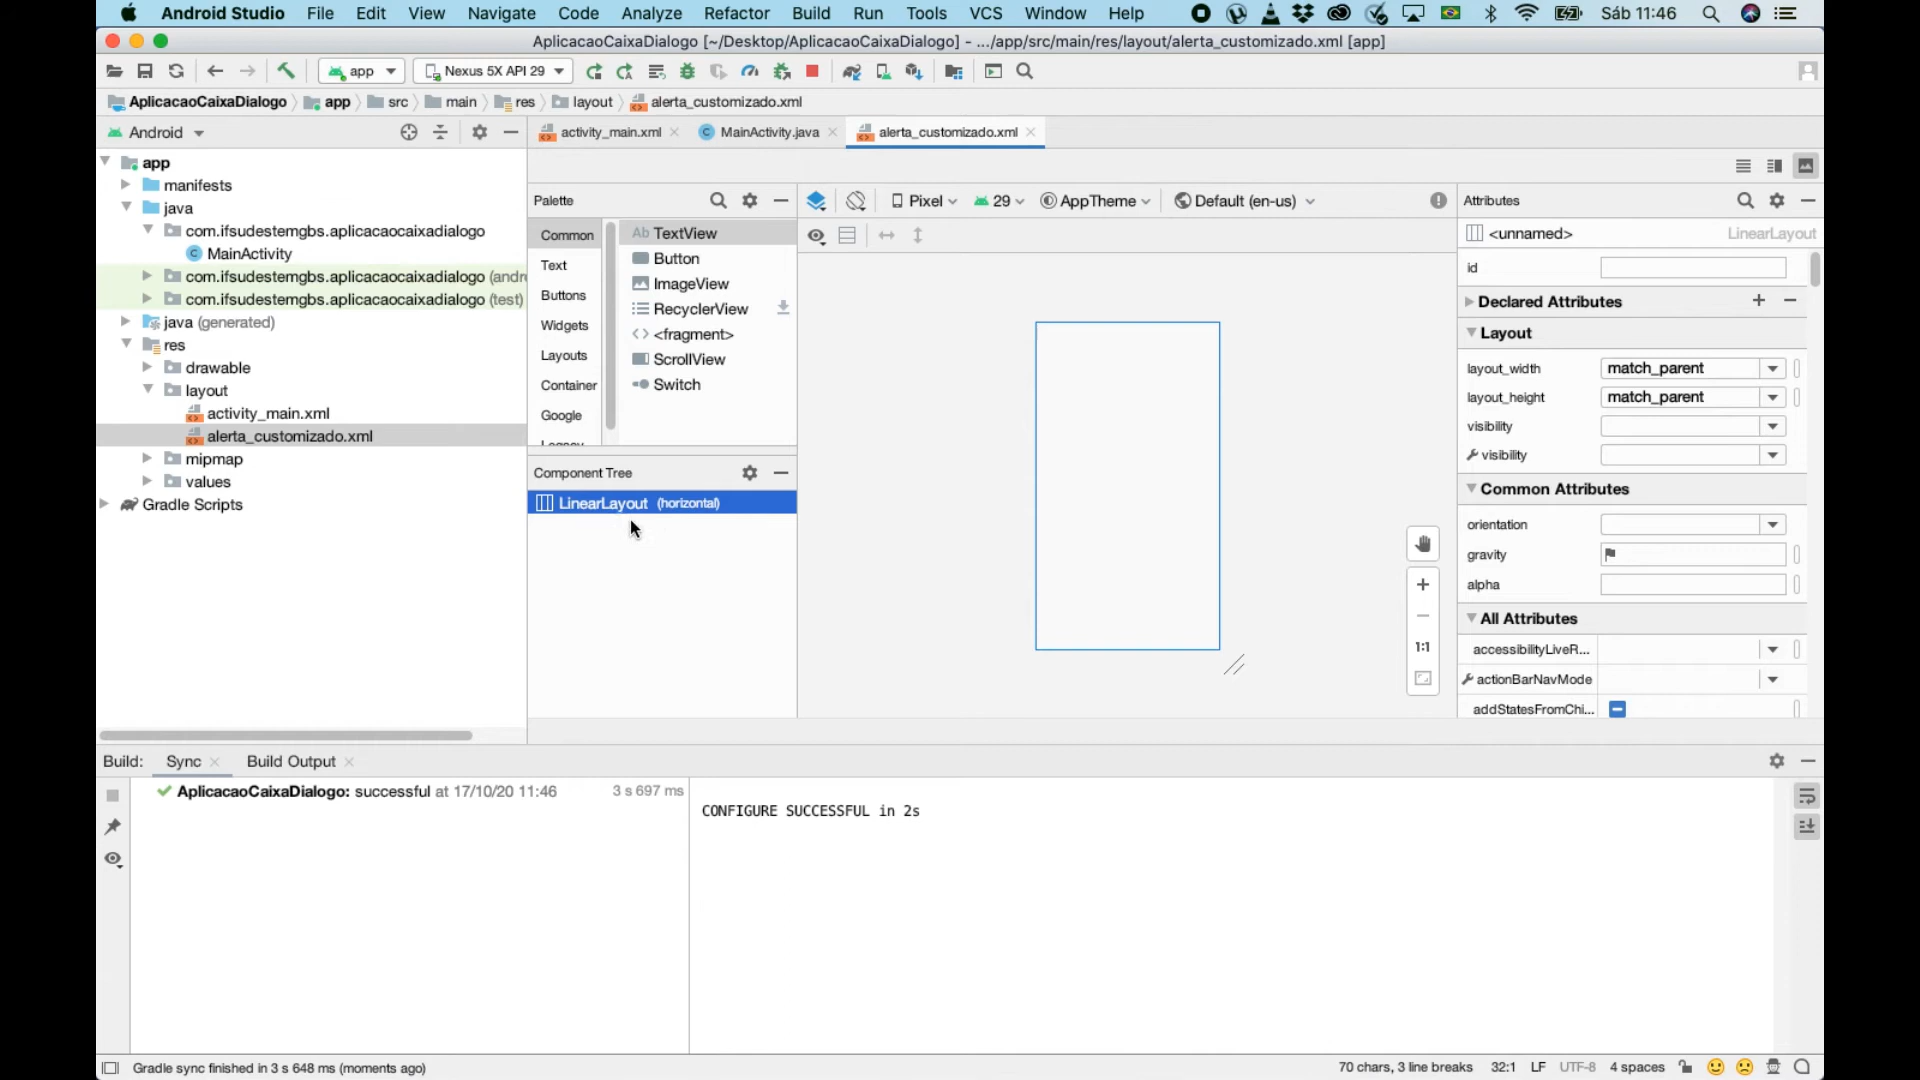 Android Studio File Edit View Navigate Code Analyze Refactor Build Run Tools VCS Window Help Sáb 11:46
AplicacaoCaixaDialogo [~/Desktop/AplicacaoCaixaDialogo] - .../app/src/main/res/layout/alerta_customizado.xml [app]
app Nexus 5X API 29
AplicacaoCaixaDialogo app src main res layout alerta_customizado.xml
Android
activity_main.xml MainActivity.java alerta_customizado.xml
app
manifests
java
com.ifsudestemgbs.aplicacaocaixadialogo
MainActivity
com.ifsudestemgbs.aplicacaocaixadialogo (andr
com.ifsudestemgbs.aplicacaocaixadialogo (test)
java (generated)
res
drawable
layout
activity_main.xml
alerta_customizado.xml
mipmap
values
Gradle Scripts
Palette
Common
Text
Buttons
Widgets
Layouts
Container
Google
Legacy
Ab TextView
Button
ImageView
RecyclerView
<fragment>
ScrollView
Switch
Component Tree
LinearLayout (horizontal)
Pixel 29 AppTheme Default (en-us)
1:1
Attributes
<unnamed> LinearLayout
id
Declared Attributes
Layout
layout_width match_parent
layout_height match_parent
visibility
visibility
Common Attributes
orientation
gravity
alpha
All Attributes
accessibilityLiveR...
actionBarNavMode
addStatesFromChi...
Build: Sync Build Output
AplicacaoCaixaDialogo: successful at 17/10/20 11:46 3 s 697 ms
CONFIGURE SUCCESSFUL in 2s
Gradle sync finished in 3 s 648 ms (moments ago) 70 chars, 3 line breaks 32:1 LF UTF-8 4 spaces